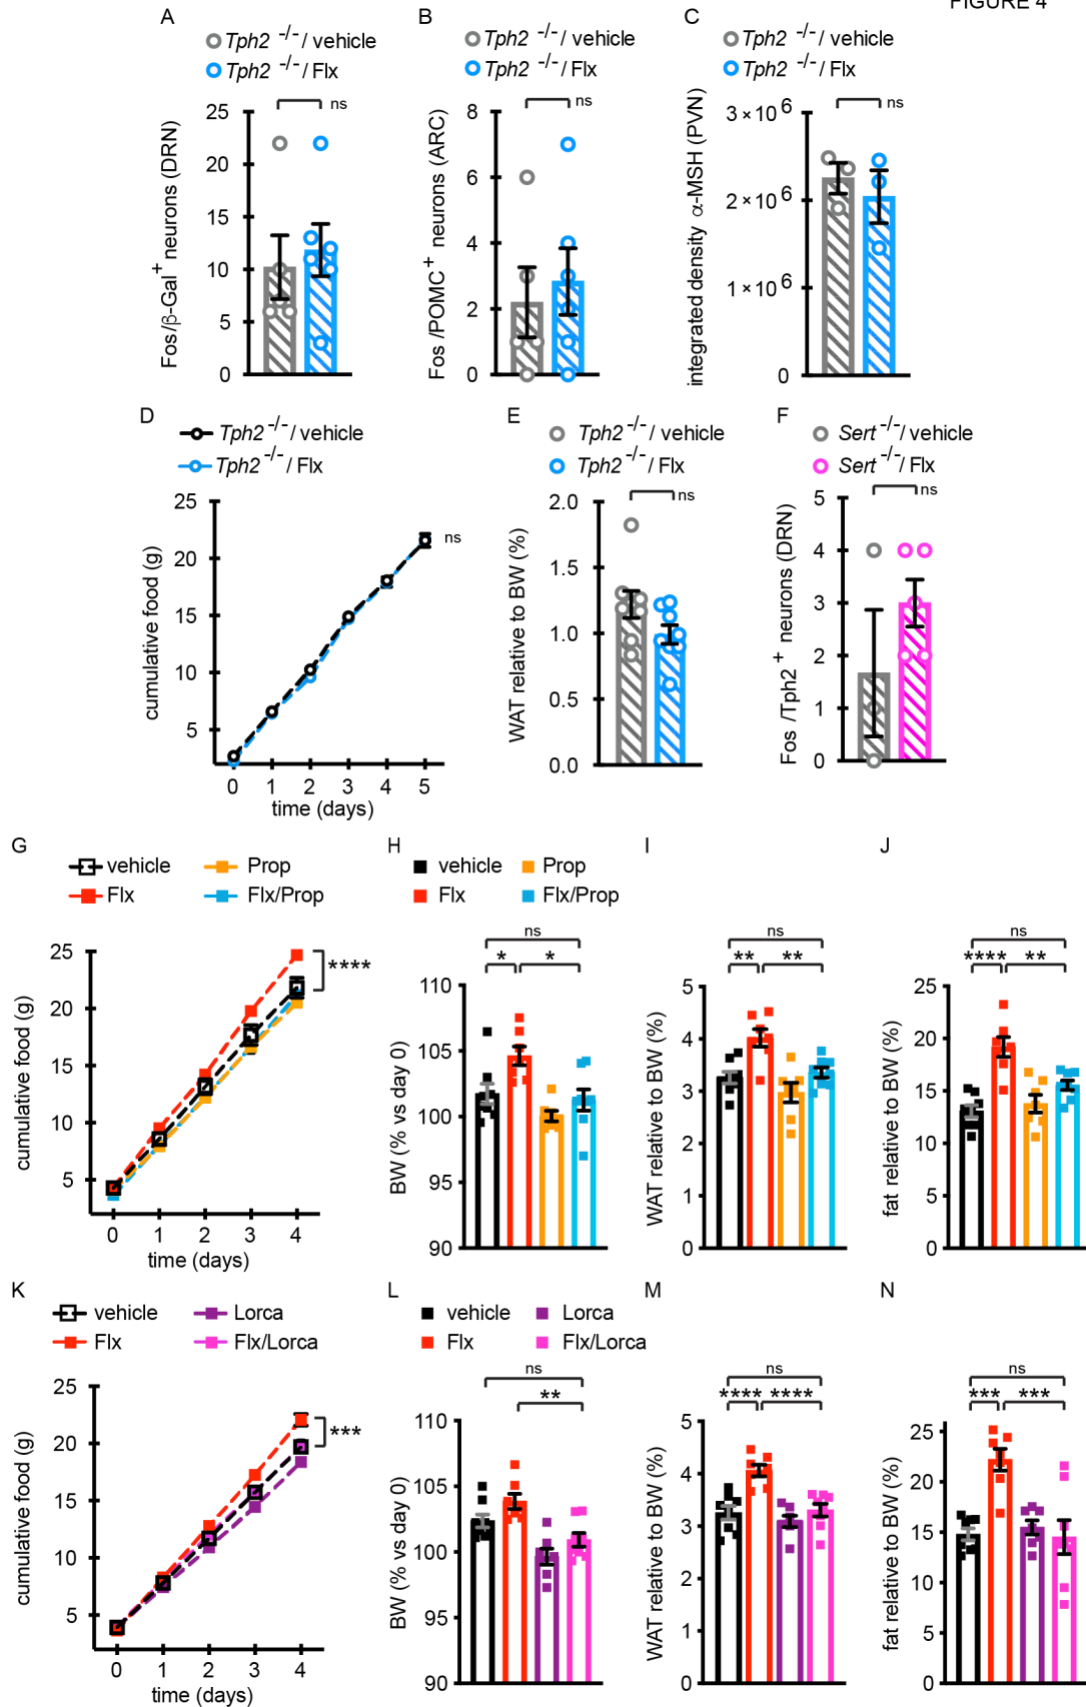 FIGURE 4
A
Tph2 -/-/ vehicle
Tph2 -/-/ Flx
ns
Fos/β-Gal+ neurons (DRN)
25
20
15
10
5
0
B
Tph2 -/-/ vehicle
Tph2 -/-/ Flx
ns
Fos /POMC+ neurons (ARC)
8
6
4
2
0
C
Tph2 -/-/ vehicle
Tph2 -/-/ Flx
ns
integrated density α-MSH (PVN)
3×10^6
2×10^6
1×10^6
0
D
Tph2 -/-/ vehicle
Tph2 -/-/ Flx
ns
cumulative food (g)
25
20
15
10
5
0 1 2 3 4 5
time (days)
E
Tph2 -/-/ vehicle
Tph2 -/-/ Flx
ns
WAT relative to BW (%)
2.0
1.5
1.0
0.5
0.0
F
Sert -/-/ vehicle
Sert -/-/ Flx
ns
Fos /Tph2+ neurons (DRN)
5
4
3
2
1
0
G
vehicle Prop
Flx Flx/Prop
cumulative food (g)
25
20
15
10
5
****
0 1 2 3 4
time (days)
H
vehicle Prop
Flx Flx/Prop
ns
* *
BW (% vs day 0)
110
105
100
95
90
I
ns
** **
WAT relative to BW (%)
5
4
3
2
1
0
J
ns
**** **
fat relative to BW (%)
25
20
15
10
5
0
K
vehicle Lorca
Flx Flx/Lorca
cumulative food (g)
25
20
15
10
5
***
0 1 2 3 4
time (days)
L
vehicle Lorca
Flx Flx/Lorca
ns
**
BW (% vs day 0)
110
105
100
95
90
M
ns
**** ****
WAT relative to BW (%)
5
4
3
2
1
0
N
ns
*** ***
fat relative to BW (%)
25
20
15
10
5
0